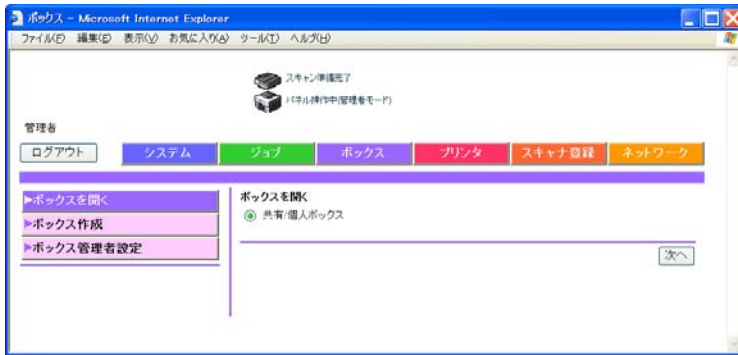 ボックス - Microsoft Internet Explorer
ファイル(F) 編集(E) 表示(V) お気に入り(A) ツール(T) ヘルプ(H)
スキャン準備完了
パネル操作中(管理者モード)
管理者
ログアウト システム ジョブ ボックス プリンタ スキャナ登録 ネットワーク
▶ボックスを開く
▶ボックス作成
▶ボックス管理者設定
ボックスを開く
共有/個人ボックス
次へ